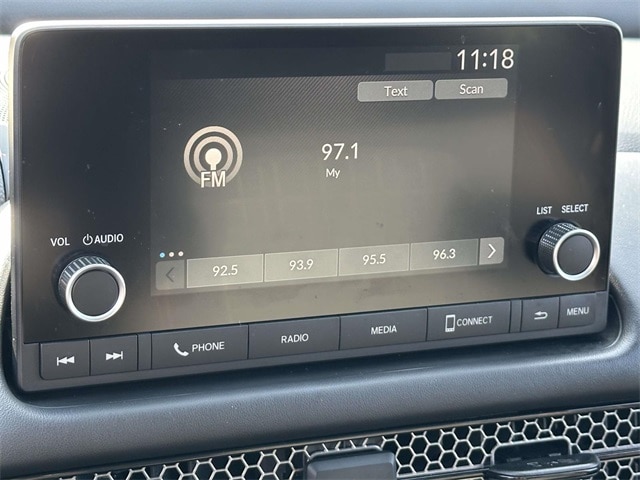 11:18
Text Scan
97.1
FM
My
LIST SELECT
VOL AUDIO
92.5 93.9 95.5 96.3
PHONE RADIO MEDIA CONNECT MENU